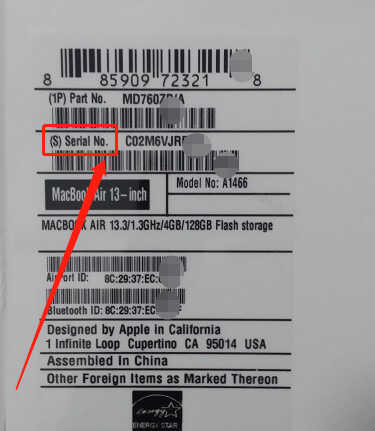 8 85909 72321 8
(1P) Part No. MD760
(S) Serial No. C02M6VJR
MacBook Air 13-inch
Model No: A1466
MACBOOK AIR 13.3/1.3GHz/4GB/128GB Flash storage
Airport ID: 8C:29:37:EC:
Bluetooth ID: 8C:29:37:EC:
Designed by Apple in California
1 Infinite Loop Cupertino CA 95014 USA
Assembled In China
Other Foreign Items as Marked Thereon
energy
ENERGY STAR